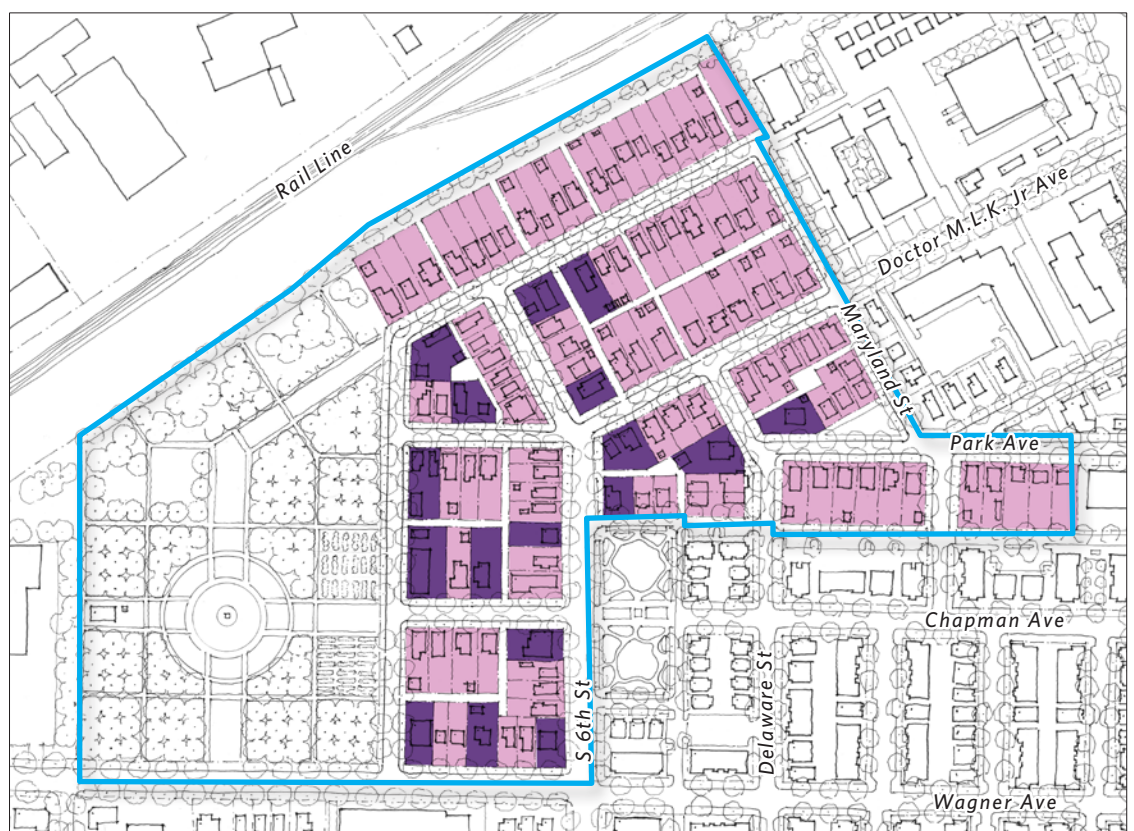 Rail Line
Doctor M.L.K. Jr Ave
Maryland St
Park Ave
Chapman Ave
S 6th St
Delaware St
Wagner Ave